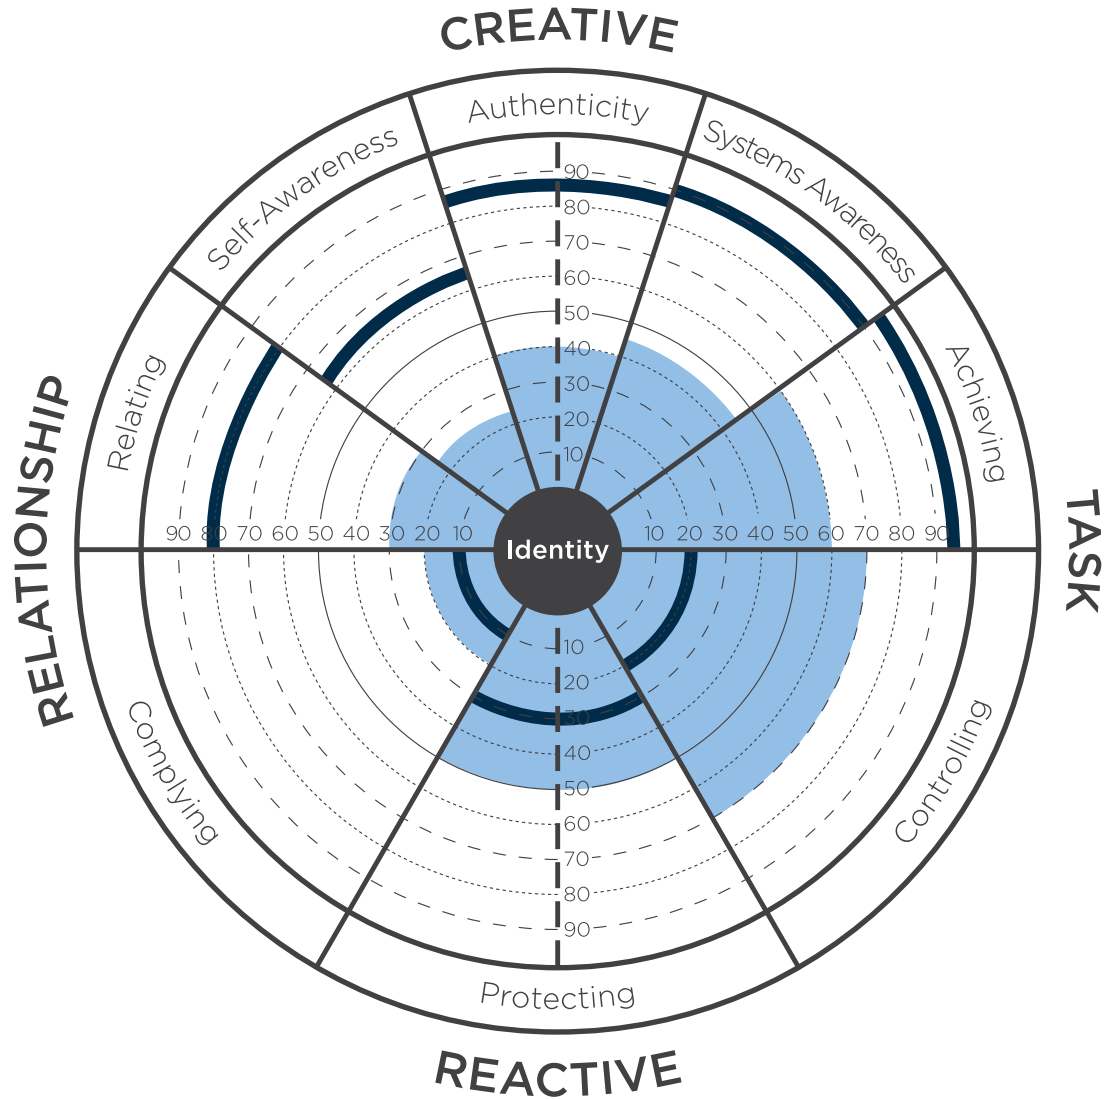 CREATIVE
Authenticity
Self-Awareness
Systems Awareness
Relating
Achieving
90
80
70
60
50
40
30
20
10
RELATIONSHIP
90 80 70 60 50 40 30 20 10
Identity
10 20 30 40 50 60 70 80 90
TASK
10
20
30
40
50
60
70
80
90
Complying
Controlling
Protecting
REACTIVE